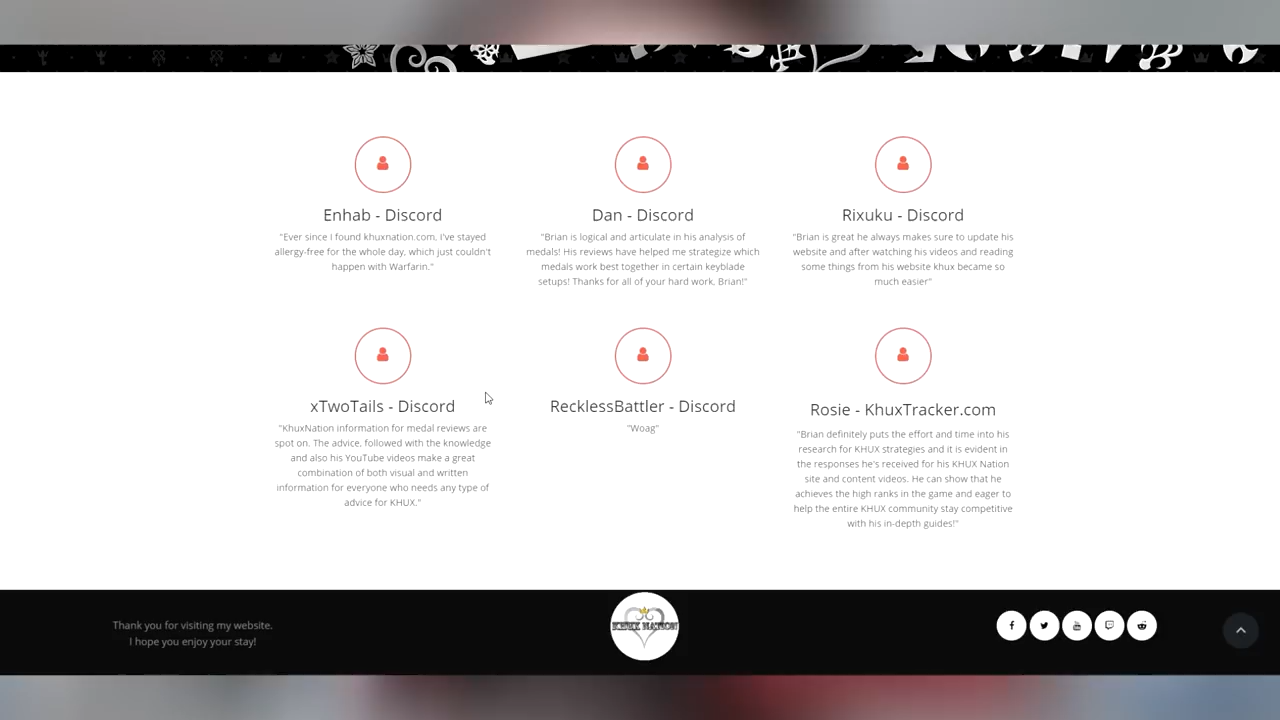 Enhab - Discord
"Ever since I found khuxnation.com, I've stayed
allergy-free for the whole day, which just couldn't
happen with Warfarin."
Dan - Discord
"Brian is logical and articulate in his analysis of
medals! His reviews have helped me strategize which
medals work best together in certain keyblade
setups! Thanks for all of your hard work, Brian!"
Rixuku - Discord
"Brian is great he always makes sure to update his
website and after watching his videos and reading
some things from his website khux became so
much easier"
xTwoTails - Discord
"KhuxNation information for medal reviews are
spot on. The advice, followed with the knowledge
and also his YouTube videos make a great
combination of both visual and written
information for everyone who needs any type of
advice for KHUX."
RecklessBattler - Discord
"Woag"
Rosie - KhuxTracker.com
"Brian definitely puts the effort and time into his
research for KHUX strategies and it is evident in
the responses he's received for his KHUX Nation
site and content videos. He can show that he
achieves the high ranks in the game and eager to
help the entire KHUX community stay competitive
with his in-depth guides!"
Thank you for visiting my website.
I hope you enjoy your stay!
KHUX NATION